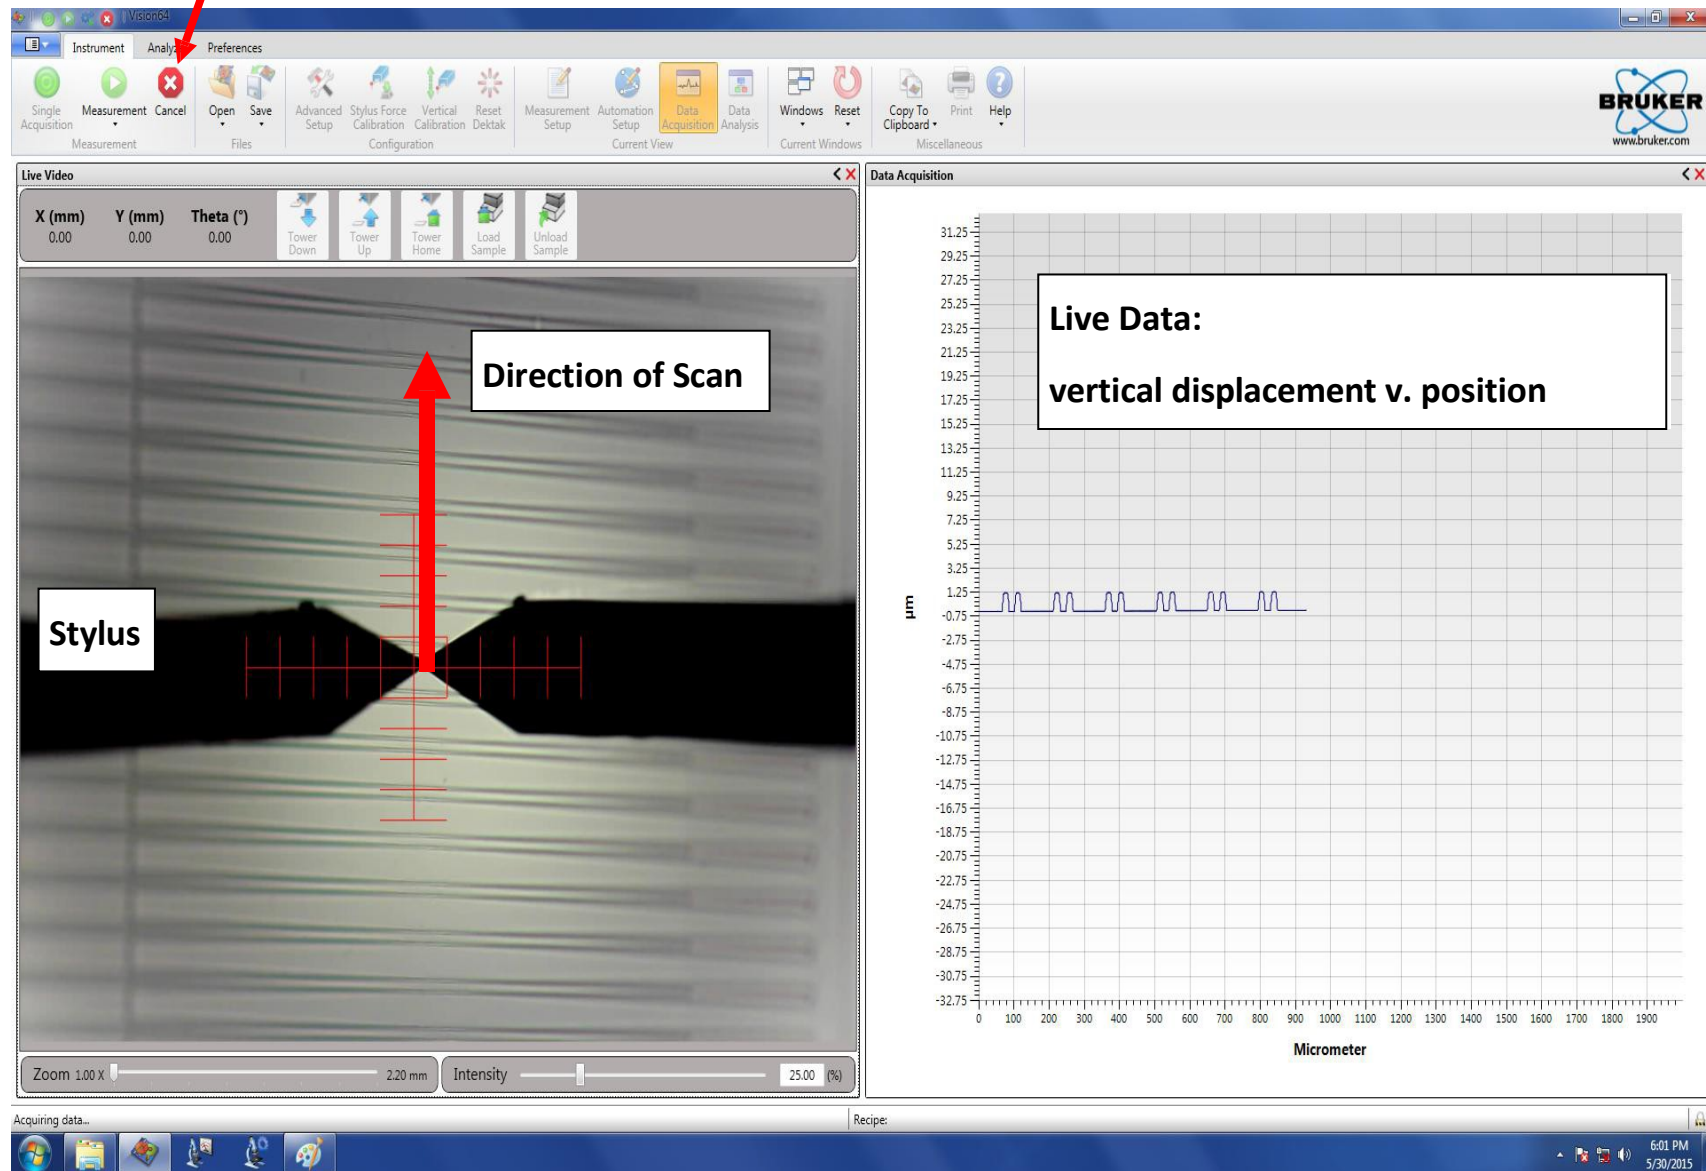 Vision64
Instrument Analyze Preferences
Single Acquisition
Measurement
Cancel
Open
Save
Advanced Setup
Stylus Force Calibration
Vertical Calibration
Reset Dektak
Measurement Setup
Automation Setup
Data Acquisition
Data Analysis
Windows
Reset
Copy To Clipboard
Print
Help
Measurement
Files
Configuration
Current View
Current Windows
Miscellaneous
BRUKER
www.bruker.com
Live Video
X (mm) Y (mm) Theta (°)
0.00 0.00 0.00
Tower Down
Tower Up
Tower Home
Load Sample
Unload Sample
Direction of Scan
Stylus
Zoom 1.00 X 2.20 mm
Intensity 25.00 (%)
Data Acquisition
Live Data:
vertical displacement v. position
31.25
29.25
27.25
25.25
23.25
21.25
19.25
17.25
15.25
13.25
11.25
9.25
7.25
5.25
3.25
1.25
-0.75
-2.75
-4.75
-6.75
-8.75
-10.75
-12.75
-14.75
-16.75
-18.75
-20.75
-22.75
-24.75
-26.75
-28.75
-30.75
-32.75
µm
0 100 200 300 400 500 600 700 800 900 1000 1100 1200 1300 1400 1500 1600 1700 1800 1900
Micrometer
Acquiring data...
Recipe:
6:01 PM
5/30/2015